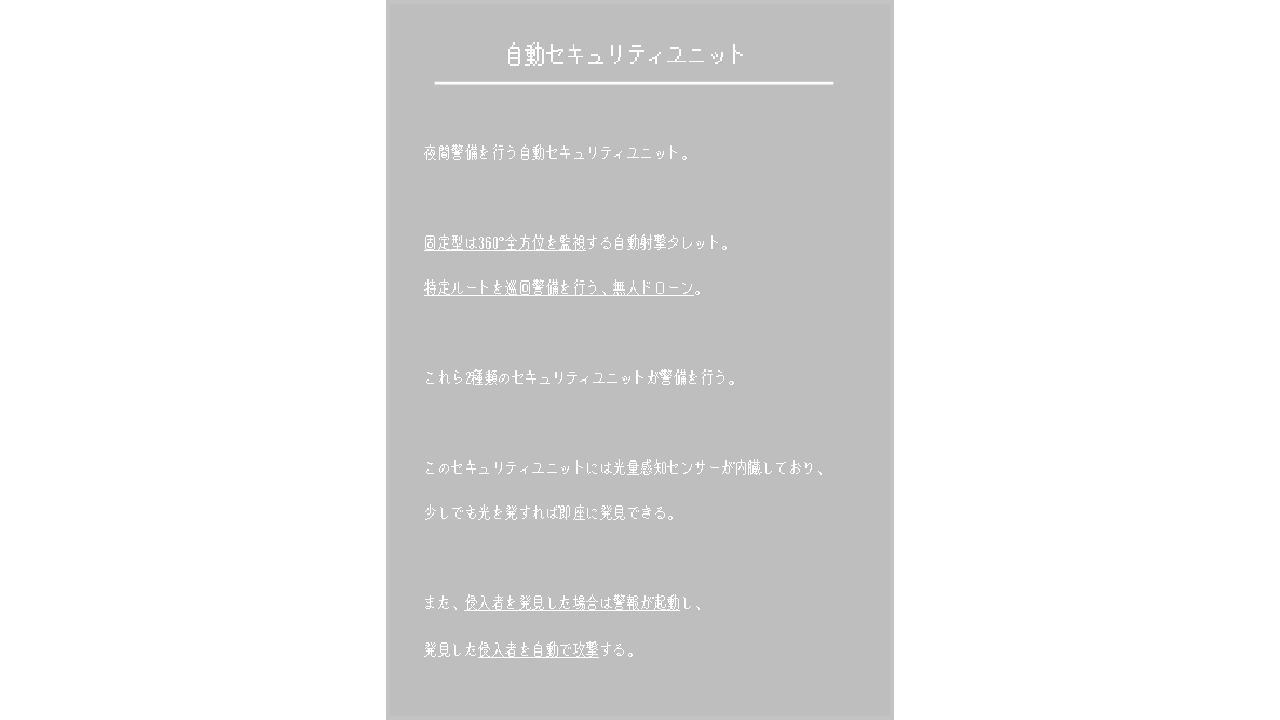 自動セキュリティユニット
夜間警備を行う自動セキュリティユニット。
固定型は360°全方位を監視する自動射撃タレット。
特定ルートを巡回警備を行う、無人ドローン。
これら2種類のセキュリティユニットが警備を行う。
このセキュリティユニットには光量感知センサーが内臓しており、
少しでも光を発すれば即座に発見できる。
また、侵入者を発見した場合は警報が起動し、
発見した侵入者を自動で攻撃する。